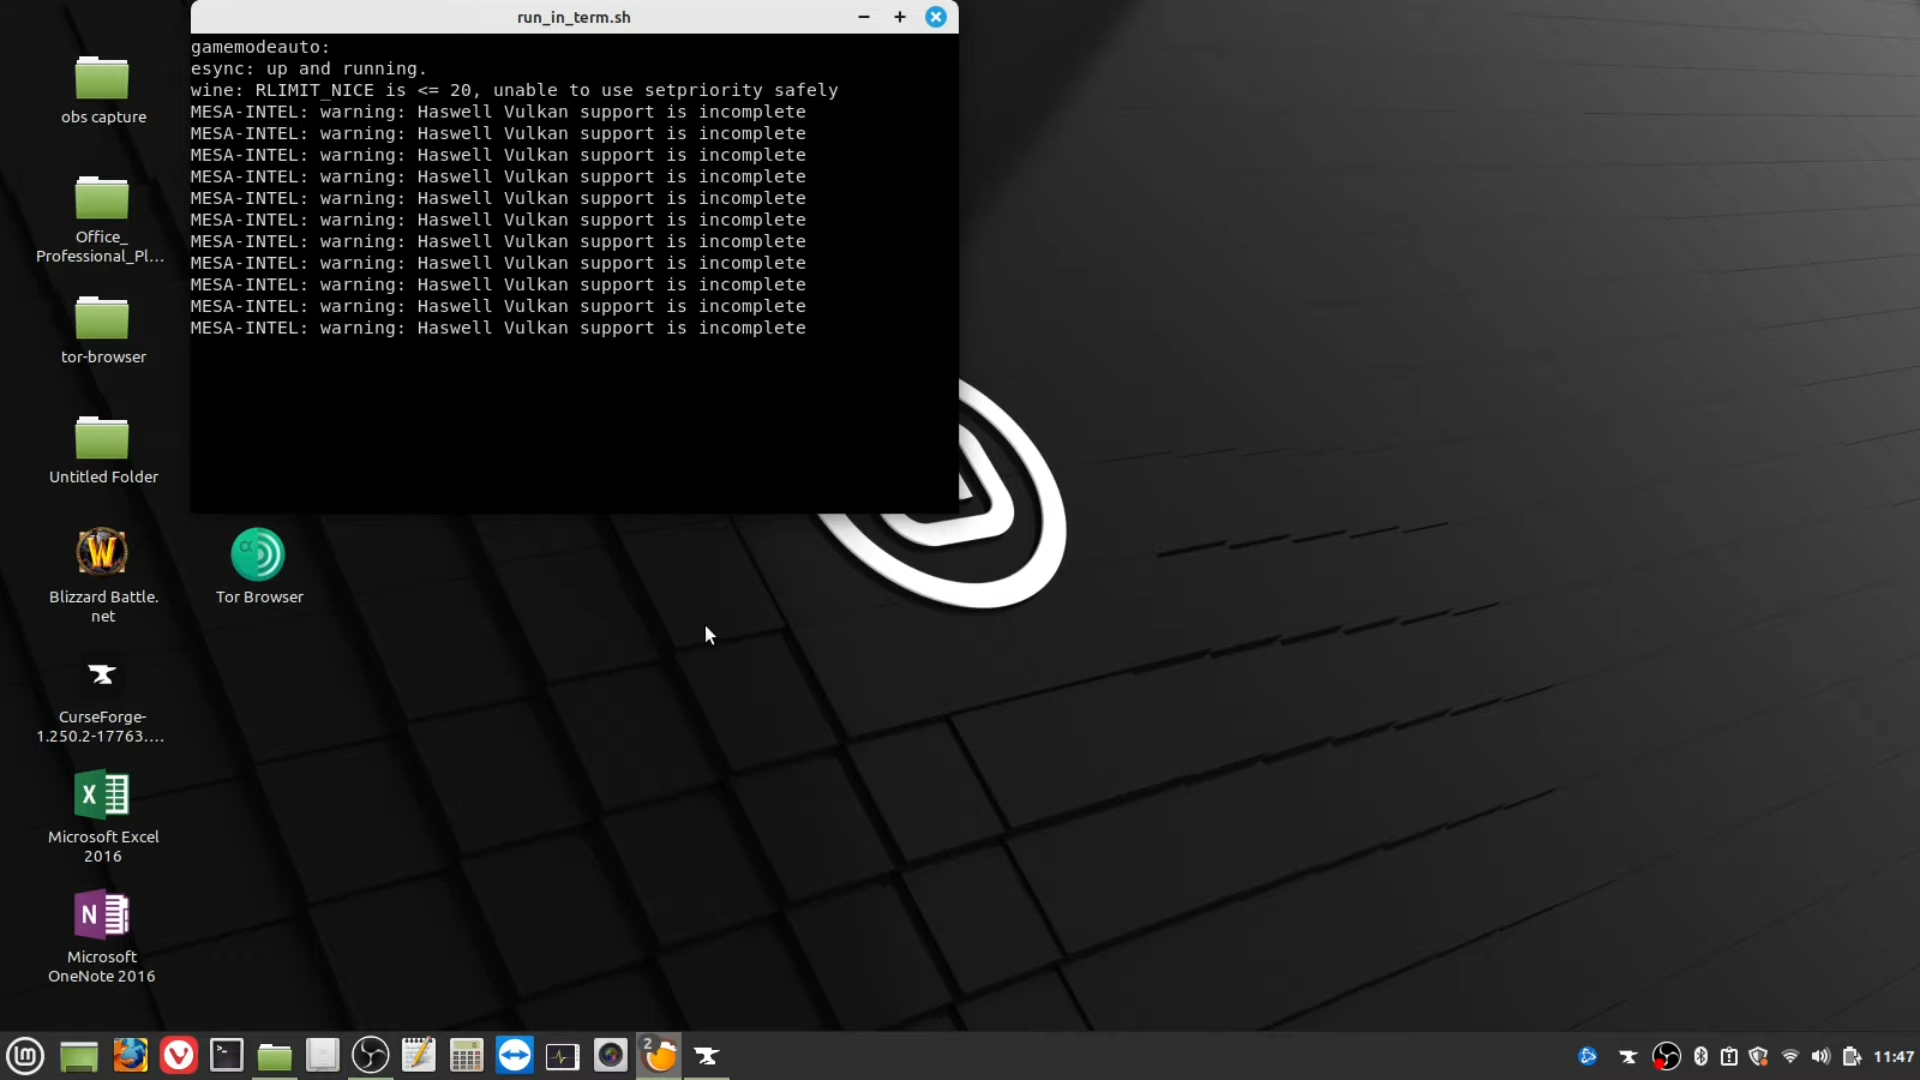 run_in_term.sh
gamemodeauto:
esync: up and running.
wine: RLIMIT_NICE is <= 20, unable to use setpriority safely
MESA-INTEL: warning: Haswell Vulkan support is incomplete
MESA-INTEL: warning: Haswell Vulkan support is incomplete
MESA-INTEL: warning: Haswell Vulkan support is incomplete
MESA-INTEL: warning: Haswell Vulkan support is incomplete
MESA-INTEL: warning: Haswell Vulkan support is incomplete
MESA-INTEL: warning: Haswell Vulkan support is incomplete
MESA-INTEL: warning: Haswell Vulkan support is incomplete
MESA-INTEL: warning: Haswell Vulkan support is incomplete
MESA-INTEL: warning: Haswell Vulkan support is incomplete
MESA-INTEL: warning: Haswell Vulkan support is incomplete
MESA-INTEL: warning: Haswell Vulkan support is incomplete
obs capture
Office_
Professional_Pl...
tor-browser
Untitled Folder
Blizzard Battle.
net
Tor Browser
CurseForge-
1.250.2-17763....
Microsoft Excel
2016
Microsoft
OneNote 2016
2
11:47